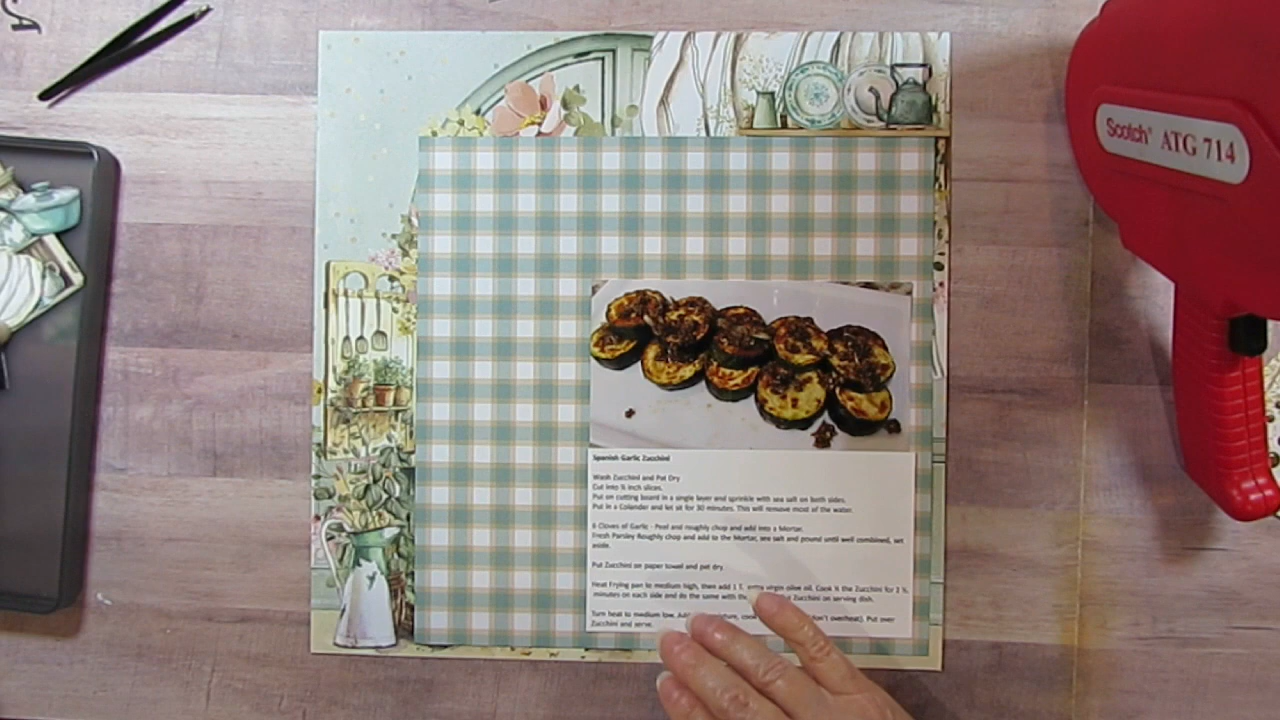 A
Scotch® ATG 714
Spanish Garlic Zucchini
Wash Zucchini and Pat Dry
Cut into ¾ inch slices.
Put on cutting board in a single layer and sprinkle with sea salt on both sides.
Put in a Colander and let sit for 30 minutes. This will remove most of the water.
6 Cloves of Garlic - Peel and roughly chop and add into a Mortar.
Fresh Parsley Roughly chop and add to the Mortar, sea salt and pound until well combined, set
aside.
Put Zucchini on paper towel and pat dry.
Heat Frying pan to medium high, then add 1 T. extra virgin olive oil. Cook ½ the Zucchini for 2 ½
minutes on each side and do the same with the Zucchini on serving dish.
Turn heat to medium low. cook don't overheat). Put over
Zucchini and serve.